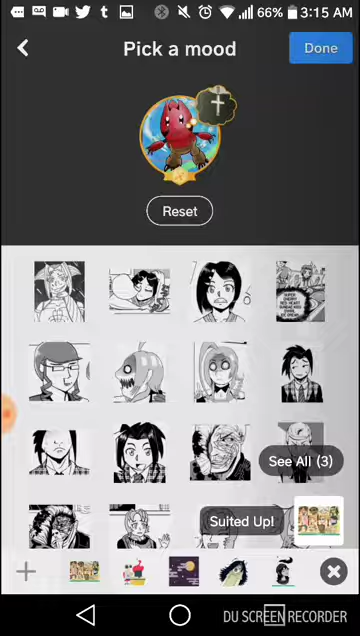 66% 3:15 AM
Pick a mood
Done
Reset
See All (3)
Suited Up!
DU SCREEN RECORDER